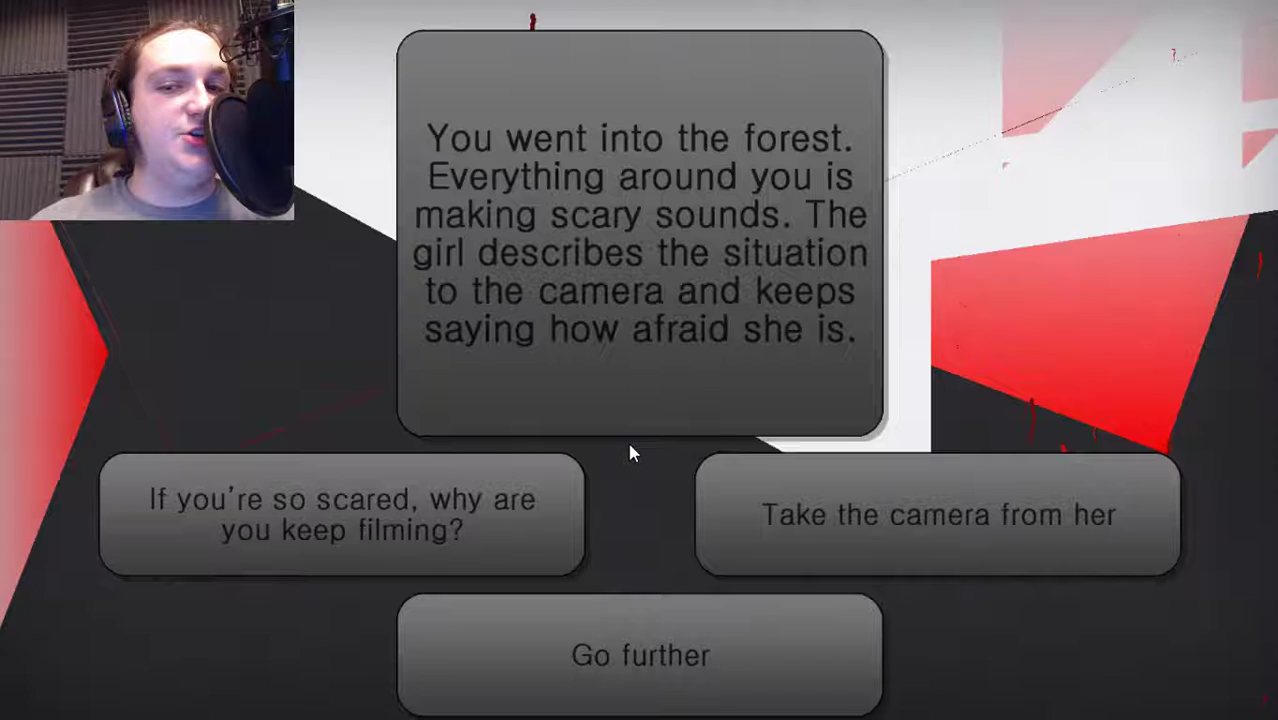 You went into the forest.
Everything around you is
making scary sounds. The
girl describes the situation
to the camera and keeps
saying how afraid she is.
If you're so scared, why are
you keep filming?
Take the camera from her
Go further